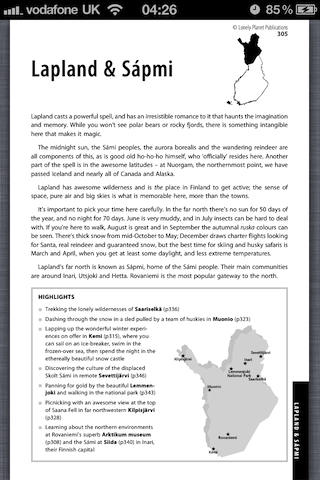 vodafone UK 04:26 85%
© Lonely Planet Publications
305
Lapland & Sápmi
Lapland casts a powerful spell, and has an irresistible romance to it that haunts the imagination
and memory. While you won't see polar bears or rocky fjords, there is something intangible
here that makes it magic.
The midnight sun, the Sámi peoples, the aurora borealis and the wandering reindeer are
all components of this, as is good old ho-ho-ho himself, who 'officially' resides here. Another
part of the spell is in the awesome latitudes – at Nuorgam, the northernmost point, we have
passed Iceland and nearly all of Canada and Alaska.
Lapland has awesome wilderness and is the place in Finland to get active; the sense of
space, pure air and big skies is what is memorable here, more than the towns.
It's important to pick your time here carefully. In the far north there's no sun for 50 days of
the year, and no night for 70 days. June is very muddy, and in July insects can be hard to deal
with. If you're here to walk, August is great and in September the autumnal ruska colours can
be seen. There's thick snow from mid-October to May; December draws charter flights looking
for Santa, real reindeer and guaranteed snow, but the best time for skiing and husky safaris is
March and April, when you get at least some daylight, and less extreme temperatures.
Lapland's far north is known as Sápmi, home of the Sámi people. Their main communities
are around Inari, Utsjoki and Hetta. Rovaniemi is the most popular gateway to the north.
HIGHLIGHTS
Trekking the lonely wildernesses of Saariselkä (p336)
Dashing through the snow in a sled pulled by a team of huskies in Muonio (p323)
Lapping up the wonderful winter experi-
ences on offer in Kemi (p315), where you
can sail on an ice-breaker, swim in the
frozen-over sea, then spend the night in the
ethereally beautiful snow castle
Discovering the culture of the displaced
Skolt Sámi in remote Sevettijärvi (p346)
Panning for gold by the beautiful Lemmen-
joki and walking in the national park (p343)
Picnicking with an awesome view at the top
of Saana Fell in far northwestern Kilpisjärvi
(p328)
Learning about the northern environments
at Rovaniemi's superb Arktikum museum
(p308) and the Sámi at Siida (p340) in Inari,
their Finnish capital
Kilpisjärvi
Sevettijärvi
Inari
Lemmenjoki
National Park
Saariselkä
Muonio
Rovaniemi
Kemi
LAPLAND & SÁPMI